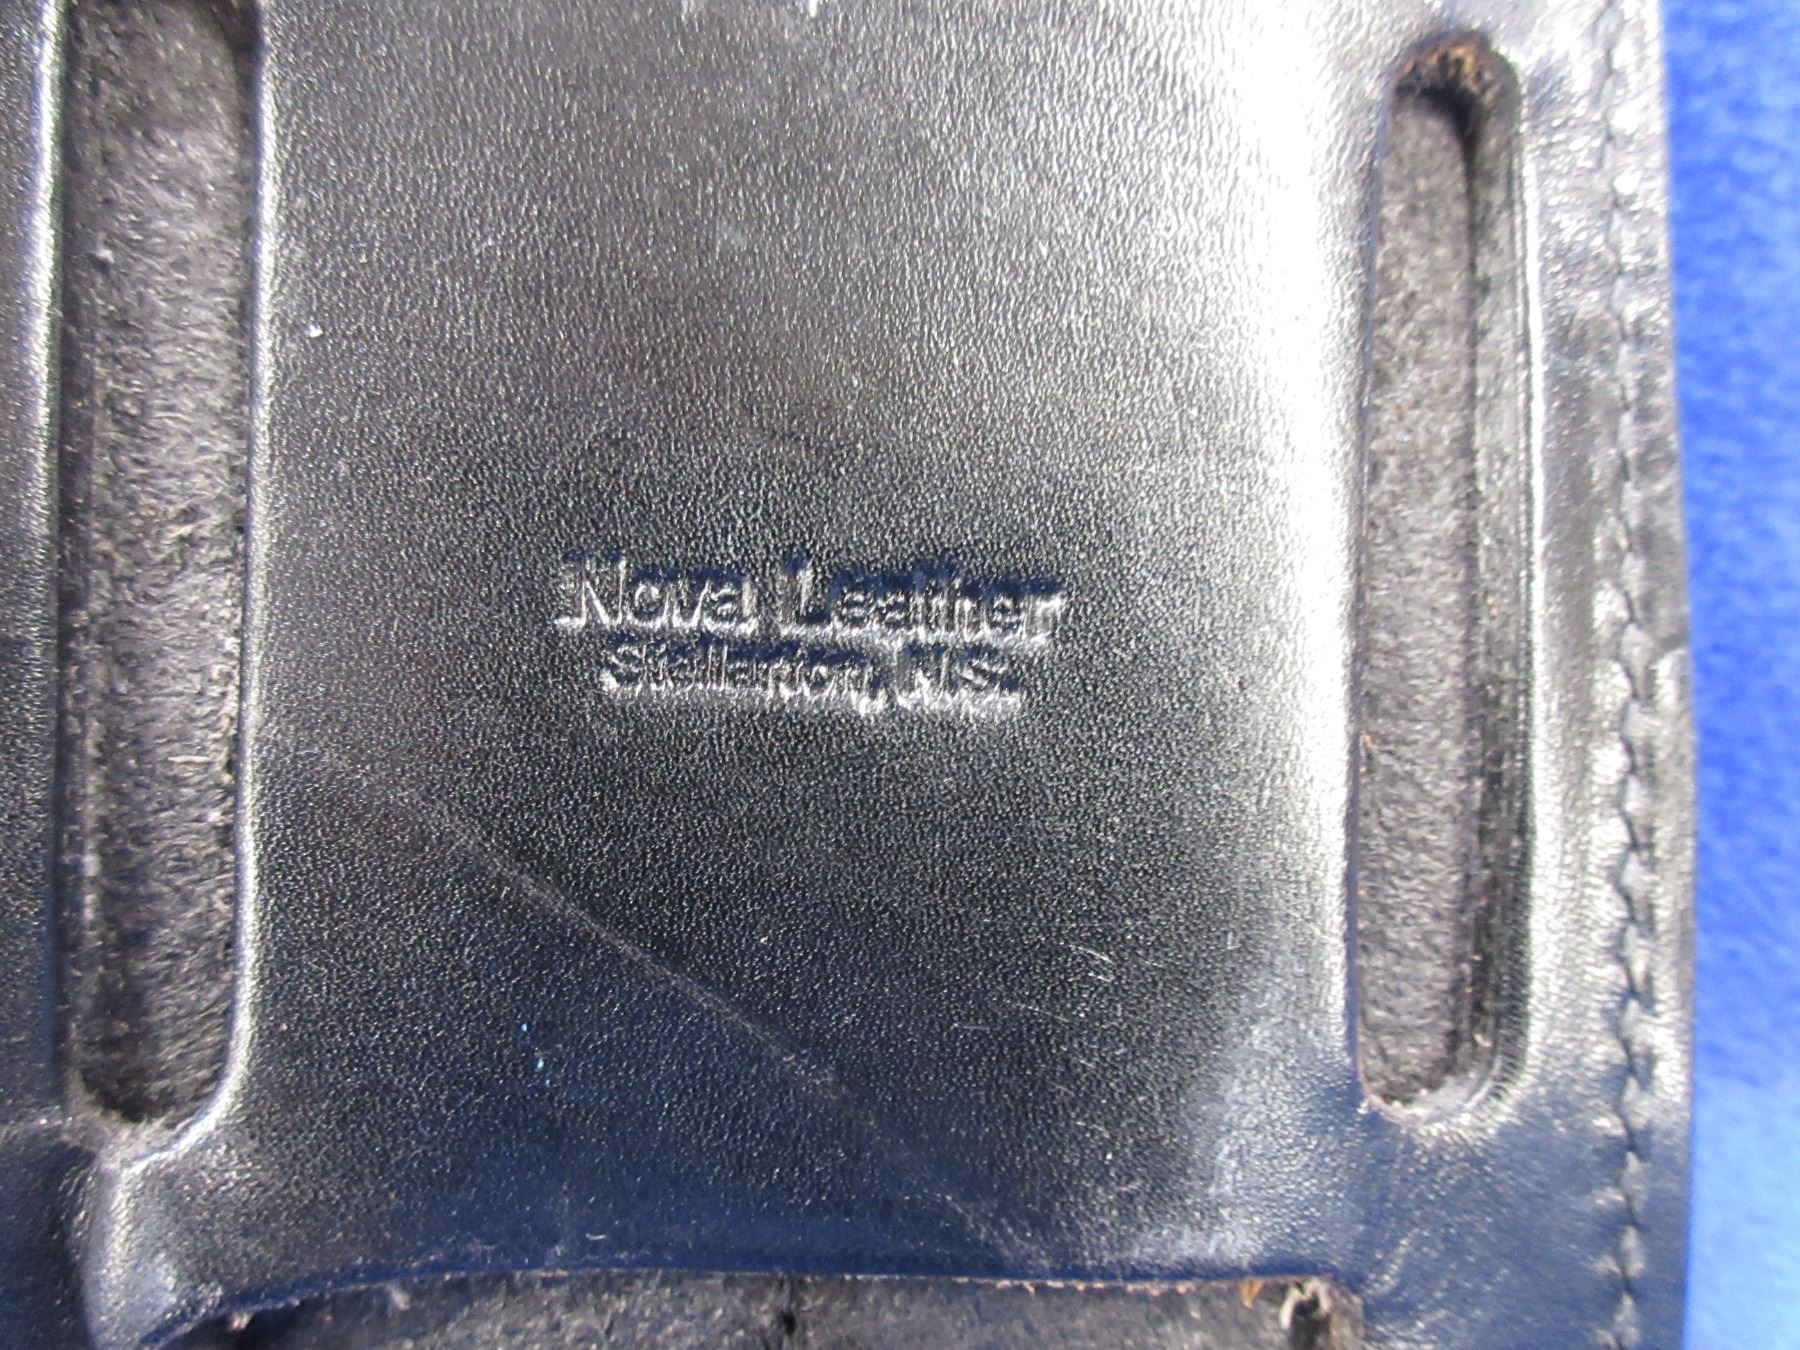 Nova Leather
Stellarton, N.S.